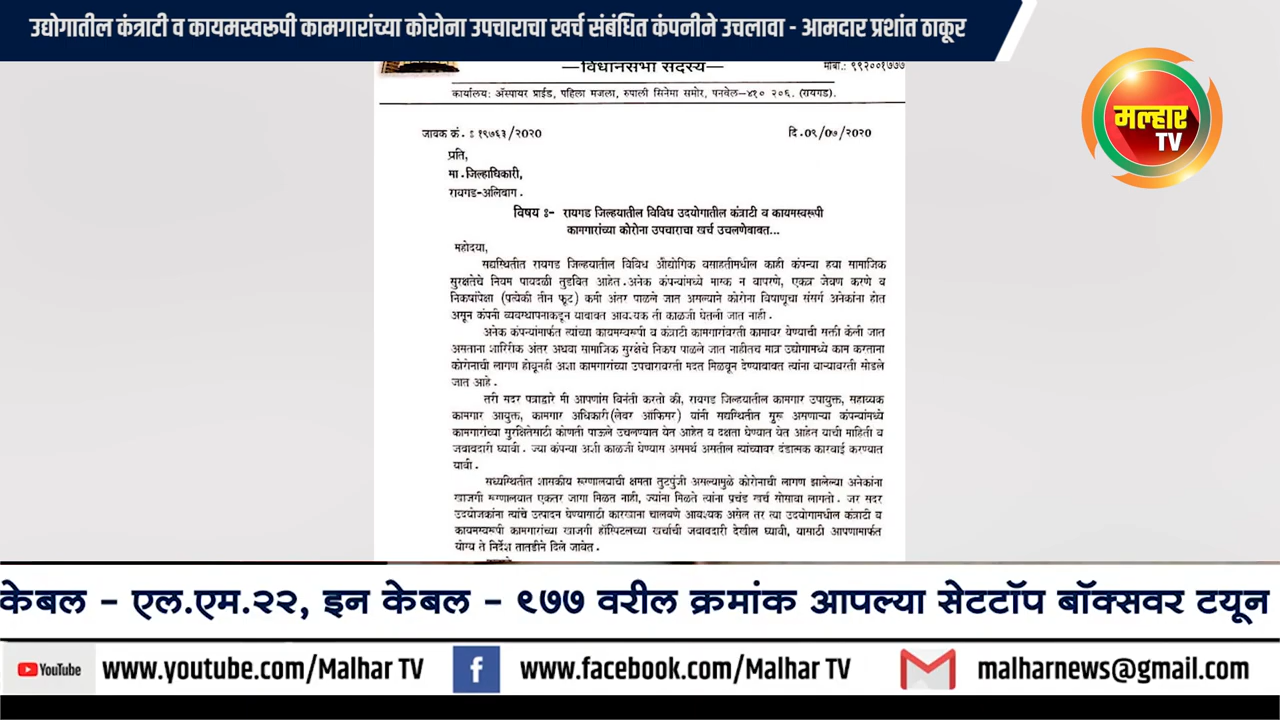 उद्योगातील कंत्राटी व कायमस्वरूपी कामगारांच्या कोरोना उपचाराचा खर्च संबंधित कंपनीने उचलावा - आमदार प्रशांत ठाकूर
—विधानसभा सदस्य—
मोबा.: ९९२००१७७७
कार्यालय: ॲस्पायर प्राईड, पहिला मजला, रुपाली सिनेमा समोर, पनवेल–४१० २०६. (रायगड).
मल्हार
TV
जावक कं. : १९७६३/२०२०
दि.०९/०७/२०२०
प्रति,
मा.जिल्हाधिकारी,
रायगड-अलिबाग.
विषय :- रायगड जिल्हयातील विविध उदयोगातील कंत्राटी व कायमस्वरूपी
कामगारांच्या कोरोना उपचाराचा खर्च उचलणेबाबत...
महोदया,
सद्यस्थितीत रायगड जिल्हयातील विविध औद्योगिक वसाहतीमधील काही कंपन्या हया सामाजिक
सुरक्षतेचे नियम पायदळी तुडवित आहेत.अनेक कंपन्यांमध्ये मास्क न वापरणे, एकत्र जेवण करणे व
निकषांपेक्षा (प्रत्येकी तीन फूट) कमी अंतर पाळले जात असल्याने कोरोना विषाणूचा संसर्ग अनेकांना होत
असून कंपनी व्यवस्थापनाकडून याबाबत आवश्यक ती काळजी घेतली जात नाही.
अनेक कंपन्यांमार्फत त्यांच्या कायमस्वरूपी व कंत्राटी कामगारांवरती कामावर येण्याची सक्ती केली जात
असताना शारिरीक अंतर अथवा सामाजिक सुरक्षेचे निकष पाळले जात नाहीतच मात्र उद्योगामध्ये काम करताना
कोरोनाची लागण होवूनही अशा कामगारांच्या उपचारावरती मदत मिळवून देण्याबाबत त्यांना वाऱ्यावरती सोडले
जात आहे.
तरी सदर पत्राद्वारे मी आपणांस विनंती करतो की, रायगड जिल्हयातील कामगार उपायुक्त, सहाय्यक
कामगार आयुक्त, कामगार अधिकारी(लेबर ऑफिसर) यांनी सद्यस्थितीत सुरू असणाऱ्या कंपन्यांमध्ये
कामगारांच्या सुरक्षितेसाठी कोणती पाऊले उचलण्यात येत आहेत व दक्षता घेण्यात येत आहेत याची माहिती व
जवाबदारी घ्यावी. ज्या कंपन्या अशी काळजी घेण्यास असमर्थ असतील त्यांच्यावर दंडात्मक कारवाई करण्यात
यावी.
सध्यस्थितीत शासकीय रूग्णालयाची क्षमता तुटपुंजी असल्यामुळे कोरोनाची लागण झालेल्या अनेकांना
खाजगी रूग्णालयात एकतर जागा मिळत नाही, ज्यांना मिळते त्यांना प्रचंड खर्च सोसावा लागतो. जर सदर
उदयोजकांना त्यांचे उत्पादन घेण्यासाठी कारखाना चालवणे आवश्यक असेल तर त्या उदयोगामधील कंत्राटी व
कायमस्वरूपी कामगारांच्या खाजगी हॉस्पिटलच्या खर्चाची जवाबदारी देखील घ्यावी, यासाठी आपणामार्फत
योग्य ते निर्देश तातडीने दिले जावेत.
केबल – एल.एम.२२, इन केबल – ९७७ वरील क्रमांक आपल्या सेटटॉप बॉक्सवर टयून
YouTube www.youtube.com/Malhar TV www.facebook.com/Malhar TV malharnews@gmail.com